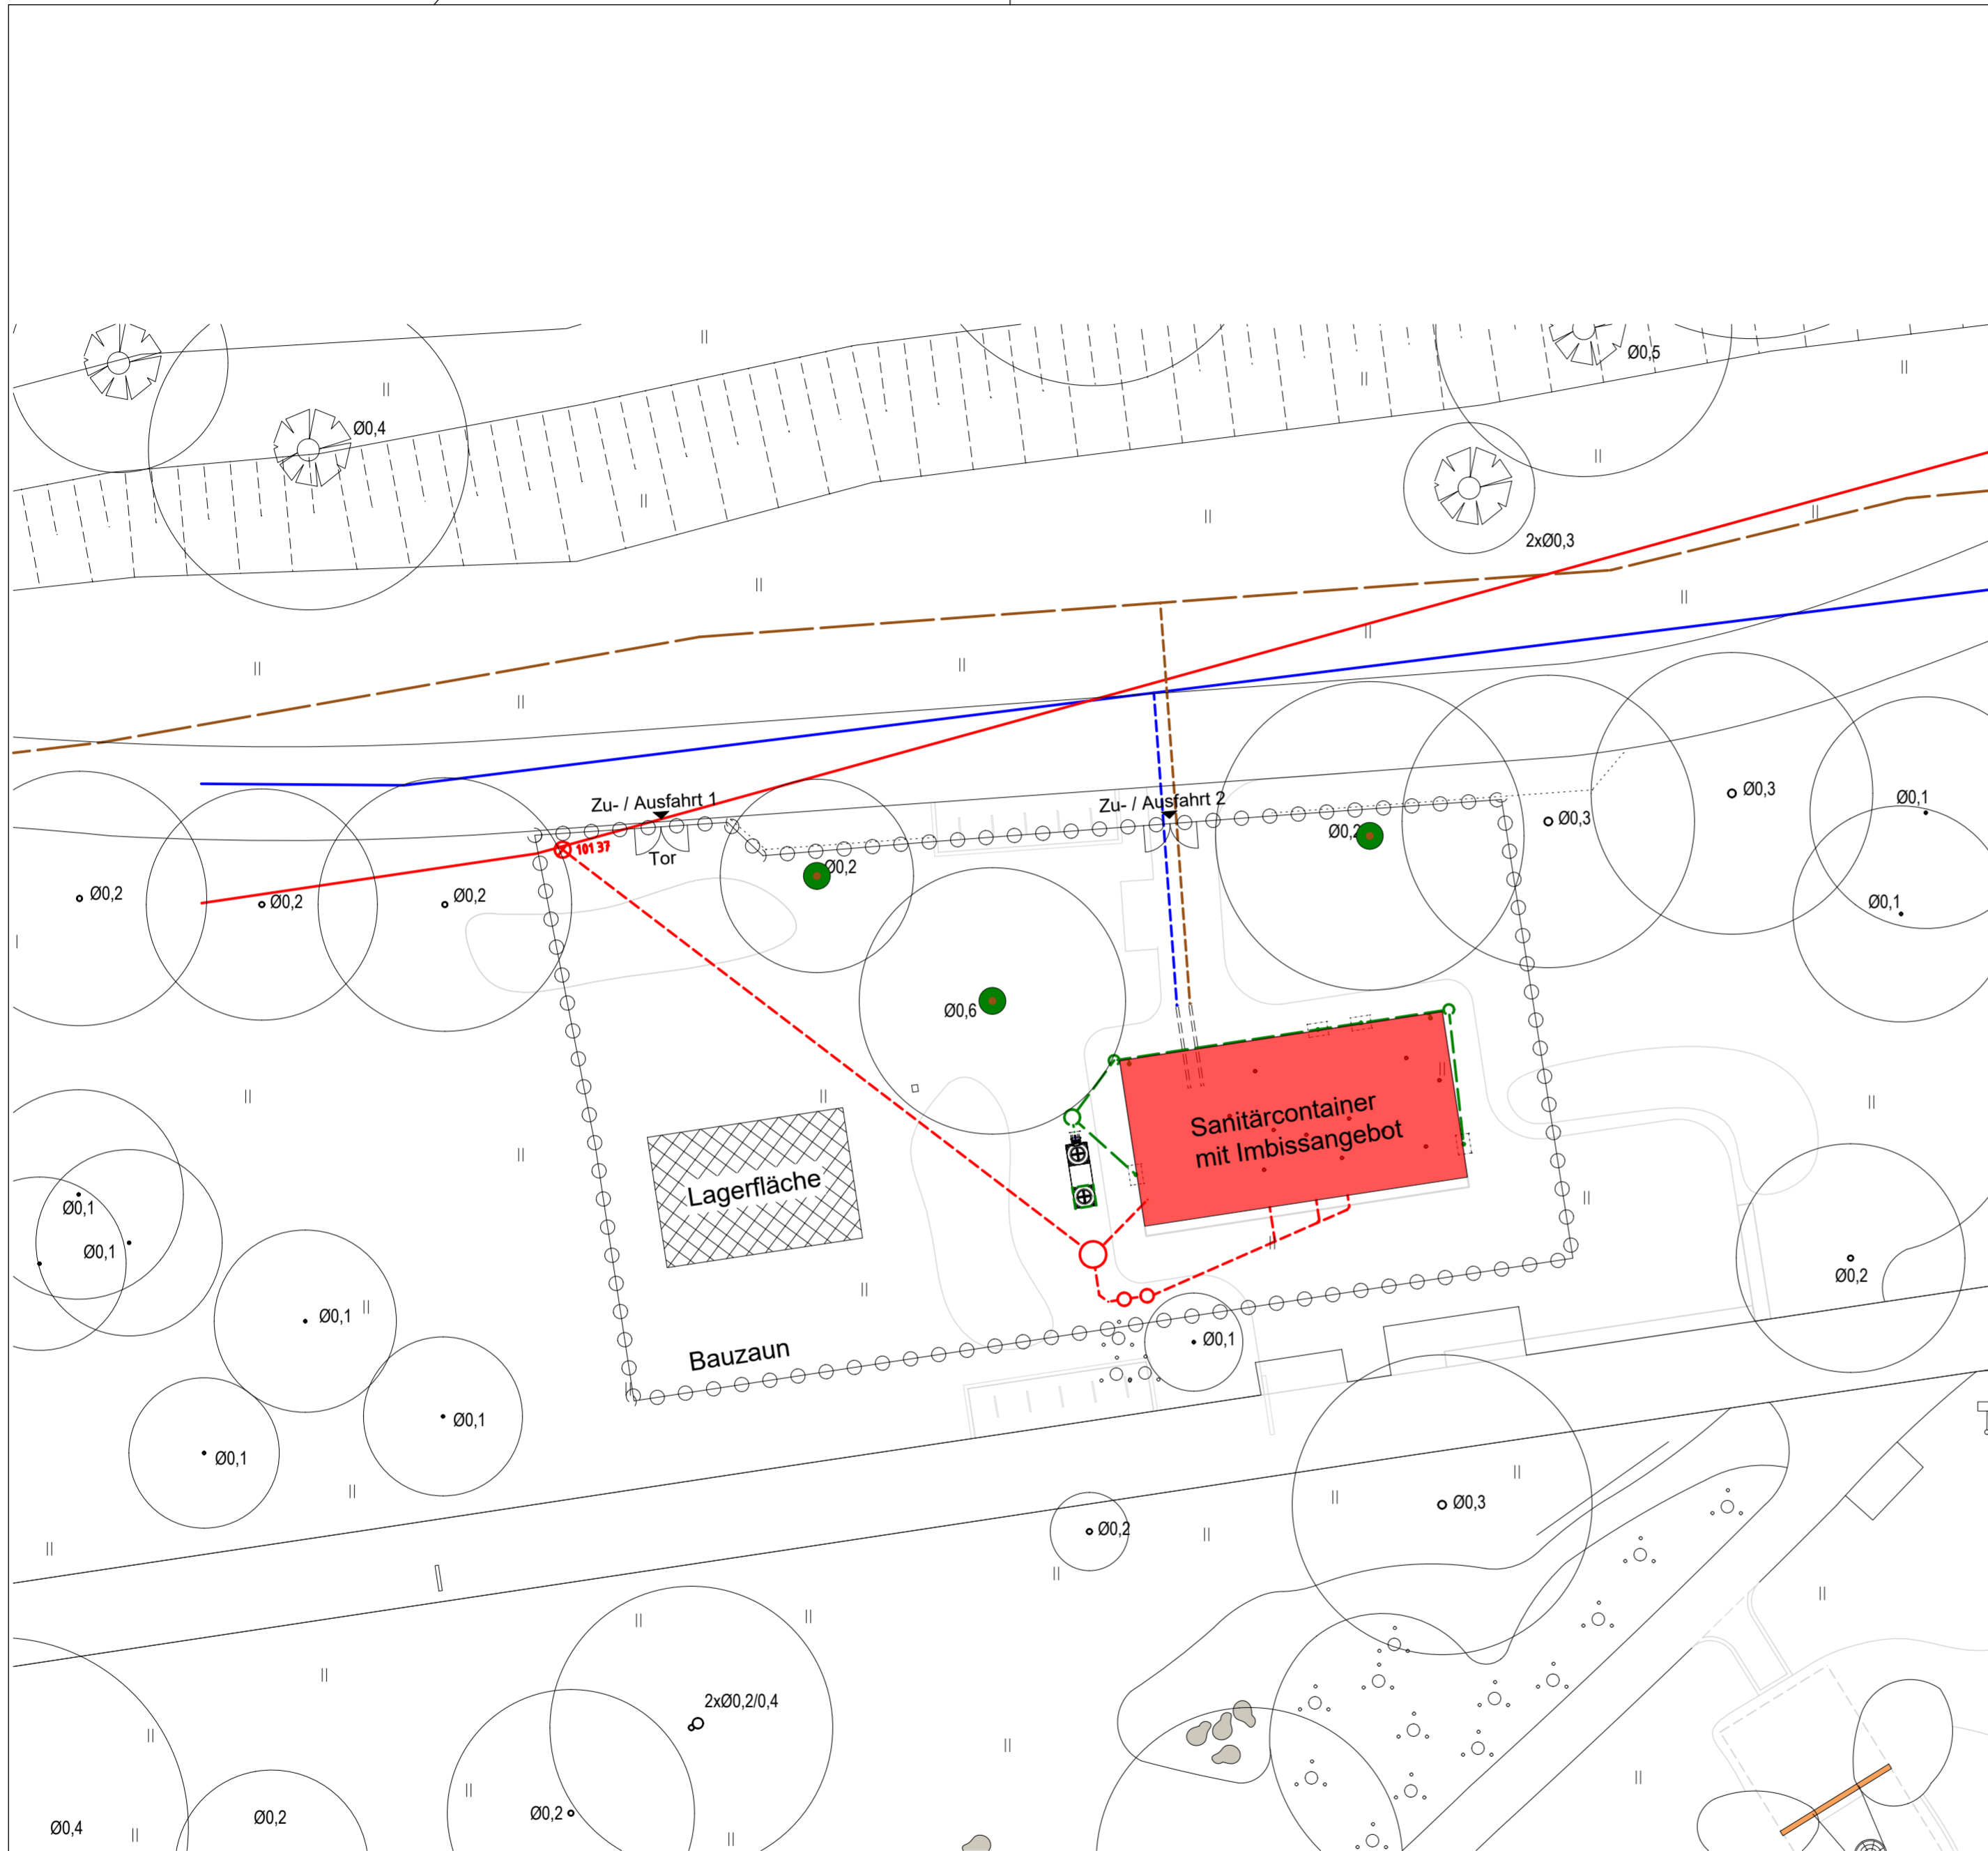 Ø0,5
Ø0,4
2xØ0,3
Zu- / Ausfahrt 1
Zu- / Ausfahrt 2
Ø0,3
Ø0,1
Ø0,3
Ø0,2
101 37
Tor
Ø0,2
Ø0,2
Ø0,2
Ø0,2
Ø0,1
Ø0,6
Sanitärcontainer
mit Imbissangebot
Lagerfläche
Ø0,1
Ø0,1
Ø0,2
Ø0,1
Ø0,1
Bauzaun
Ø0,1
Ø0,1
Ø0,3
Ø0,2
2xØ0,2/0,4
Ø0,2
Ø0,2
Ø0,4